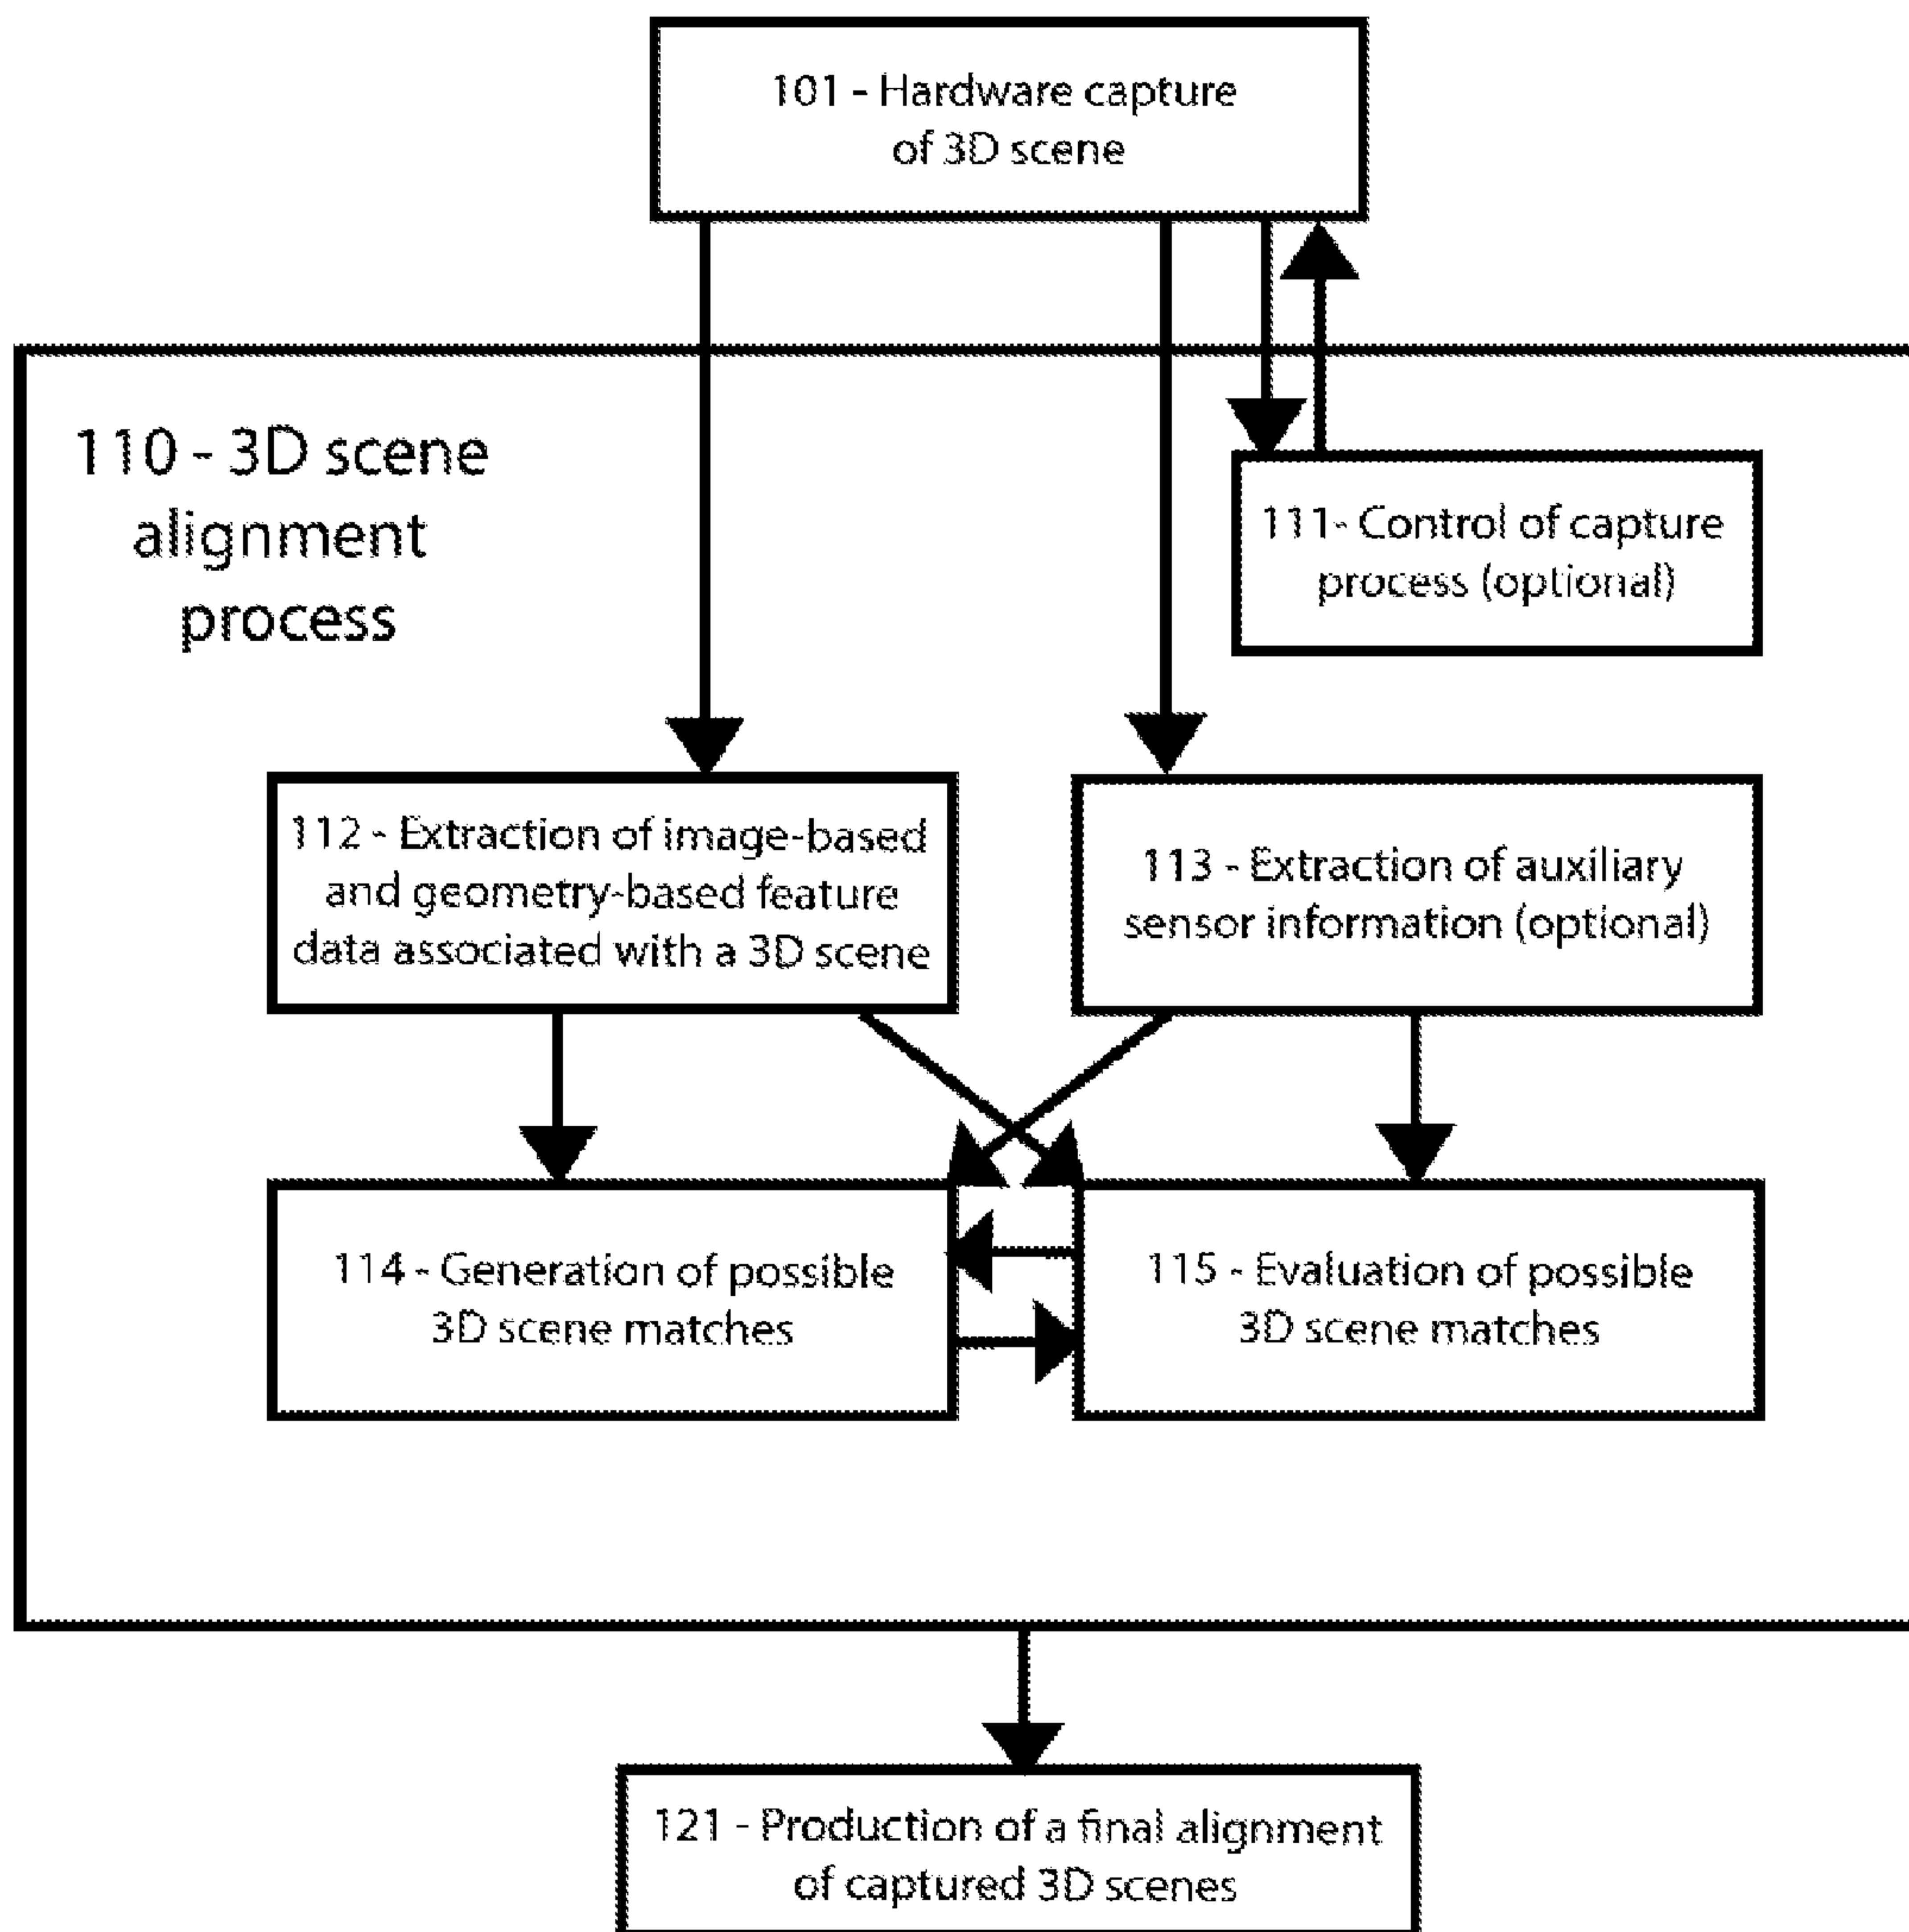 101 - Hardware capture
of 3D scene
110 - 3D scene
alignment
process
111- Control of capture
process (optional)
112 - Extraction of image-based
and geometry-based feature
data associated with a 3D scene
113 - Extraction of auxiliary
sensor information (optional)
114 - Generation of possible
3D scene matches
115 - Evaluation of possible
3D scene matches
121 - Production of a final alignment
of captured 3D scenes